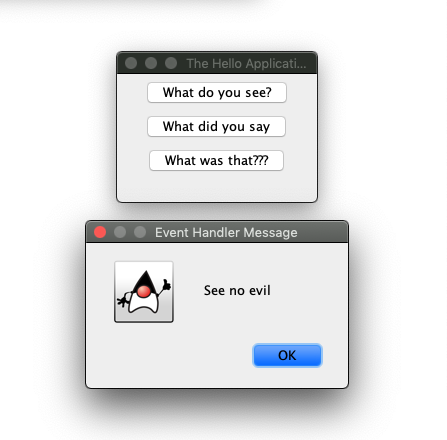 The Hello Applicati...
What do you see?
What did you say
What was that???
Event Handler Message
See no evil
OK